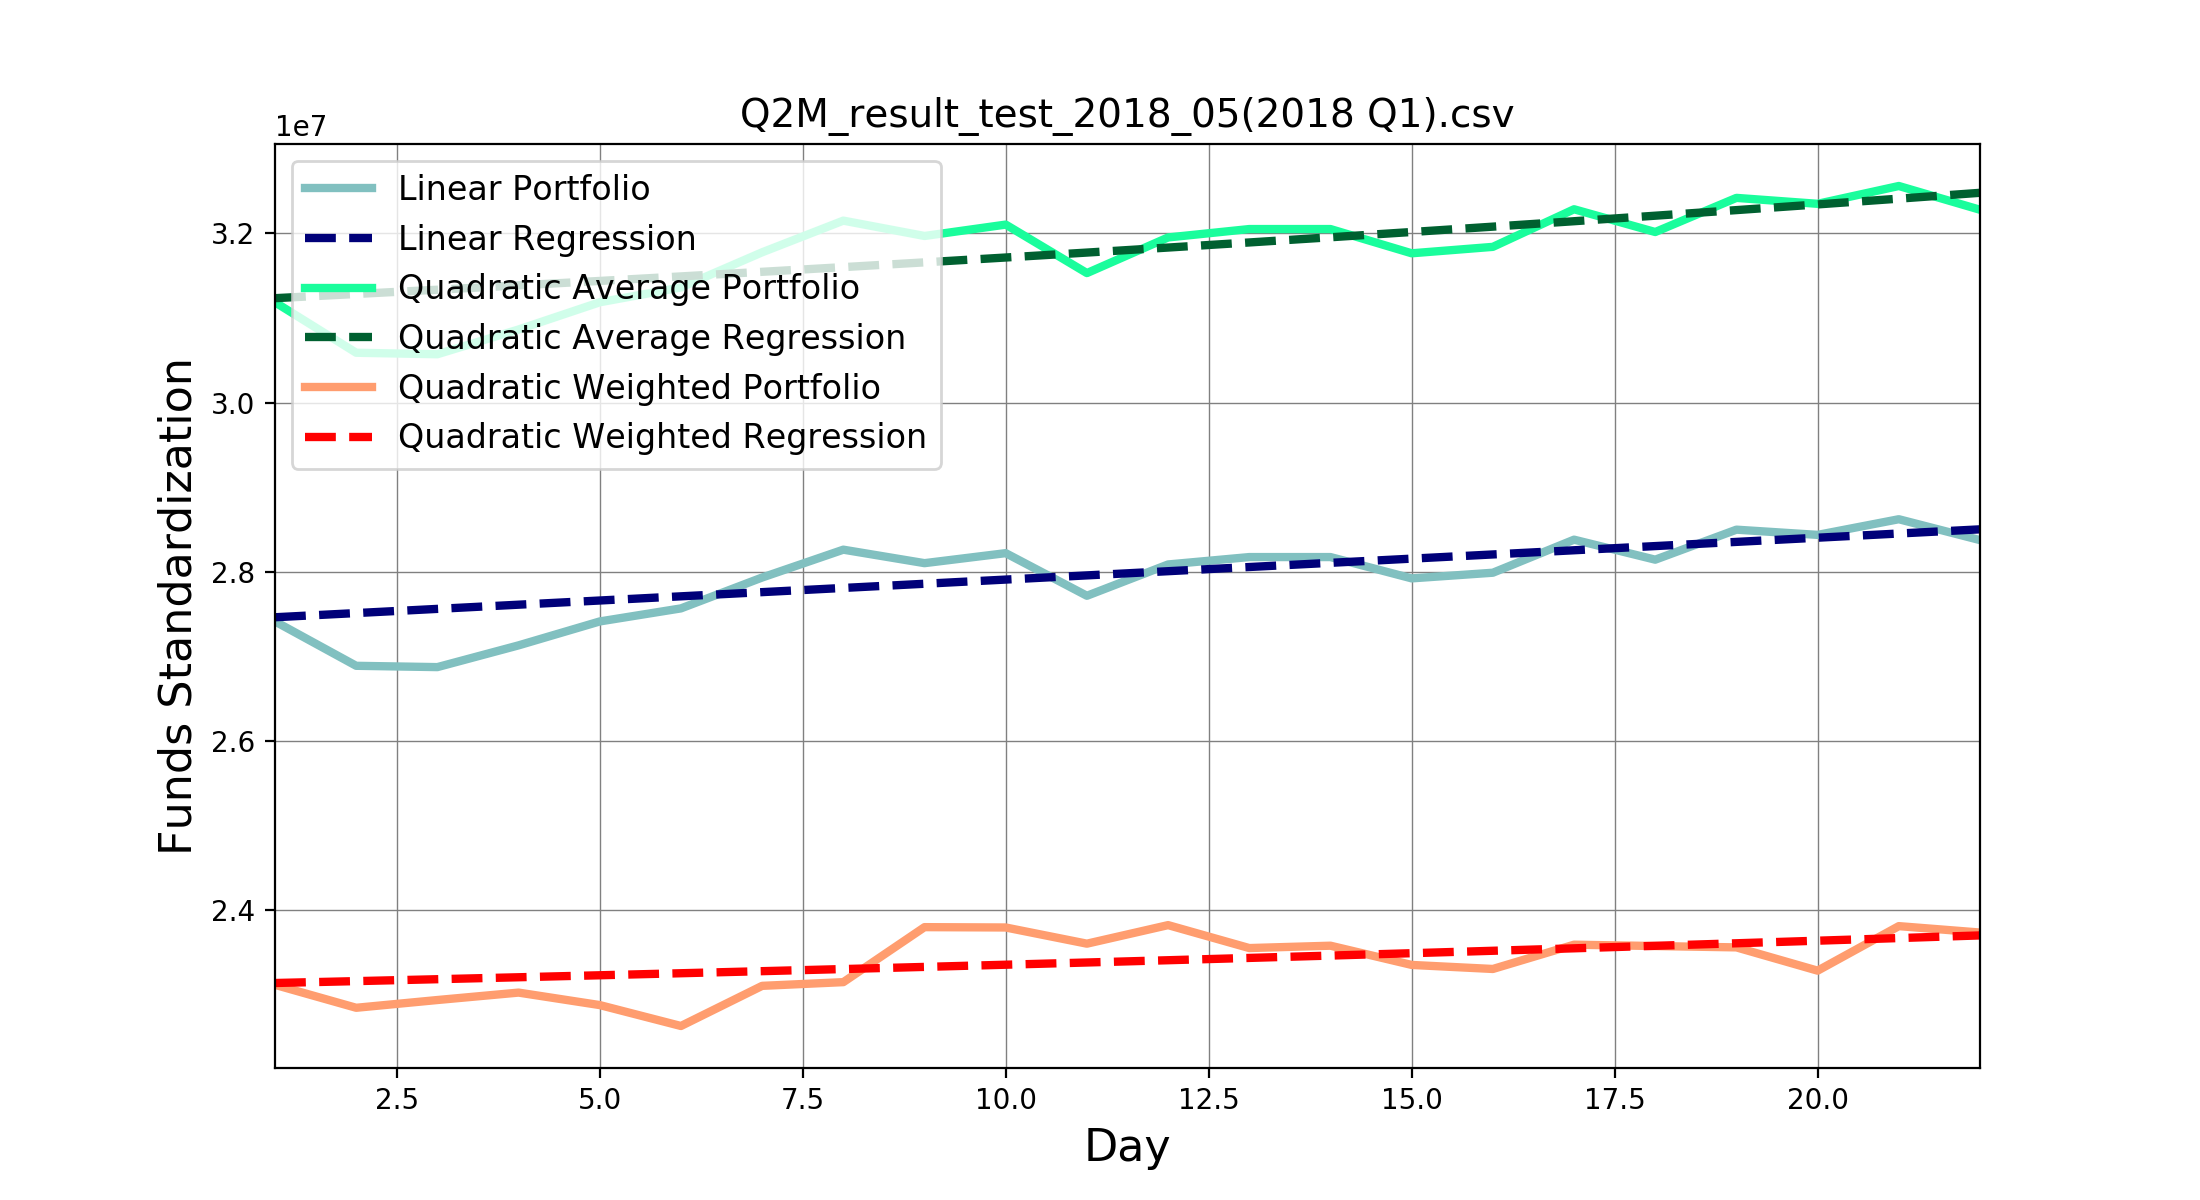 Q2M_result_test_2018_05(2018 Q1).csv
1e7
Linear Portfolio
Linear Regression
Quadratic Average Portfolio
Quadratic Average Regression
Quadratic Weighted Portfolio
Quadratic Weighted Regression
3.2
3.0
2.8
2.6
2.4
Funds Standardization
2.5 5.0 7.5 10.0 12.5 15.0 17.5 20.0
Day